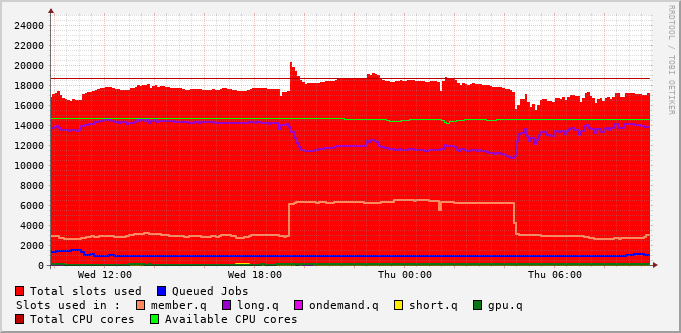 RRDTOOL / TOBI OETIKER
24000
22000
20000
18000
16000
14000
12000
10000
8000
6000
4000
2000
0
Wed 12:00 Wed 18:00 Thu 00:00 Thu 06:00
Total slots used Queued Jobs
Slots used in : member.q long.q ondemand.q short.q gpu.q
Total CPU cores Available CPU cores